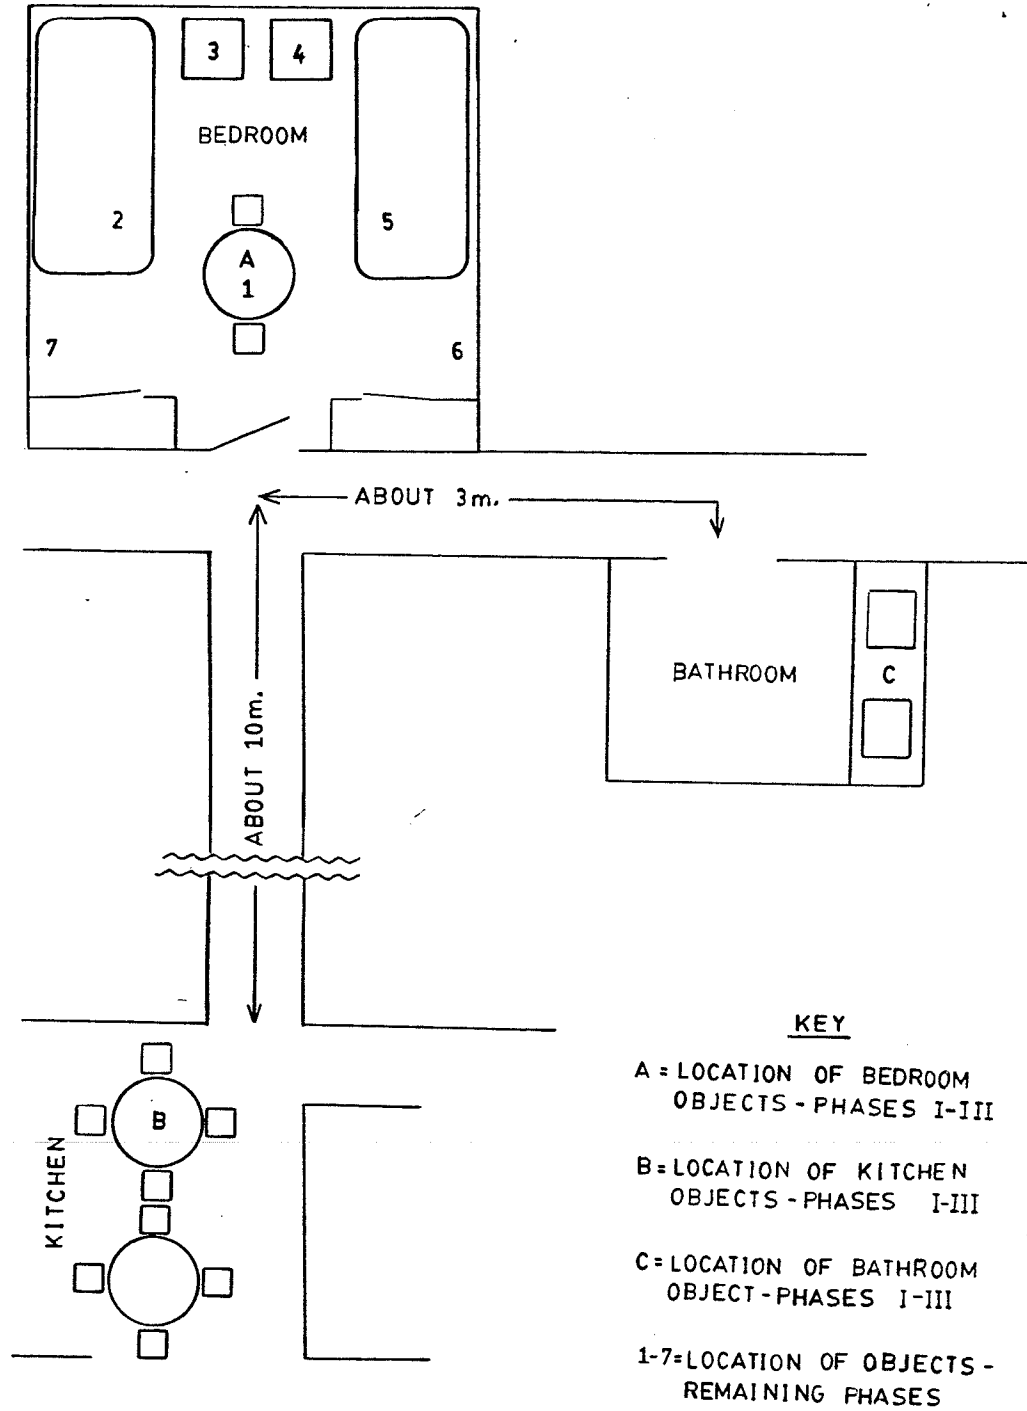 3
4
BEDROOM
2
5
A
1
7
6
ABOUT 3m.
ABOUT 10m.
BATHROOM
C
KITCHEN
B
KEY
A = LOCATION OF BEDROOM
OBJECTS - PHASES I-III
B = LOCATION OF KITCHEN
OBJECTS - PHASES I-III
C = LOCATION OF BATHROOM
OBJECT - PHASES I-III
1-7 = LOCATION OF OBJECTS -
REMAINING PHASES